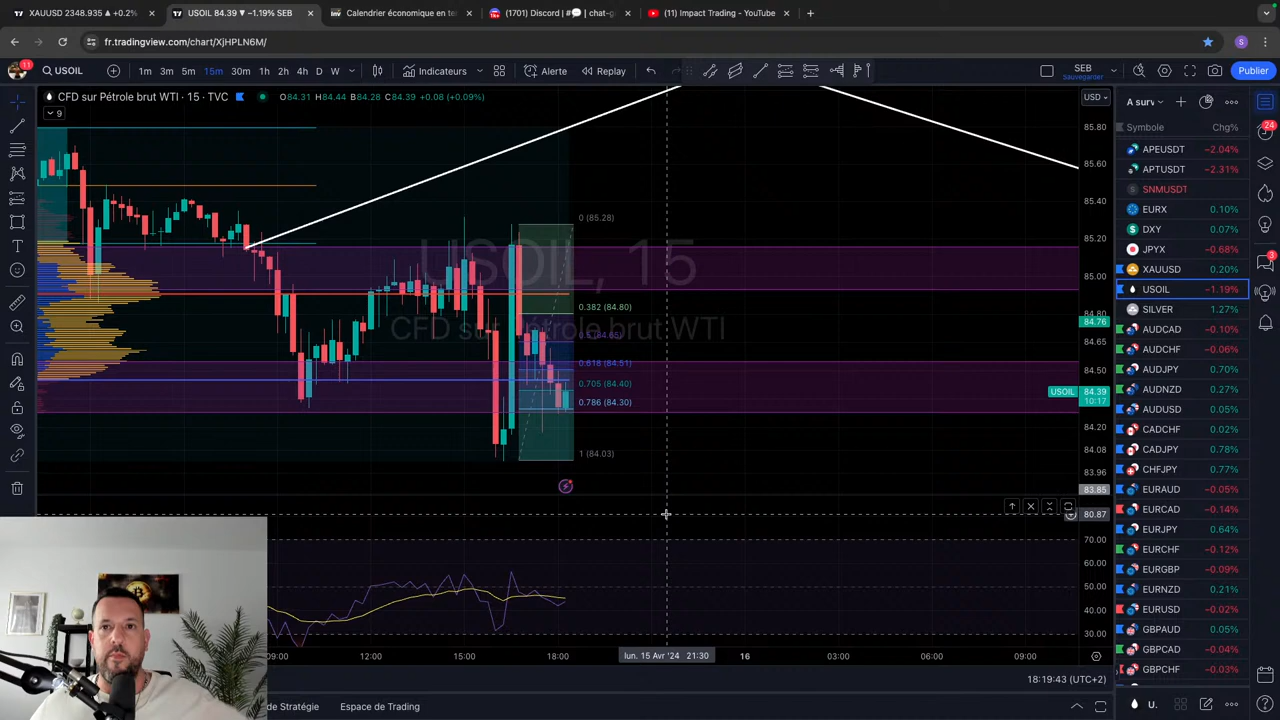 XAUUSD 2348.935 ▲ +0.2%
USOIL 84.39 ▼ −1.19% SEB
Calendrier économique en te
(1701) Discord | #💬 | chat-g
(11) Impact Trading - YouTube
fr.tradingview.com/chart/XjHPLN6M/
11
USOIL
1m 3m 5m 15m 30m 1h 2h 4h D W
Indicateurs
Alerte
Replay
SEB
Sauvegarder
Publier
CFD sur Pétrole brut WTI · 15 · TVC
O84.31 H84.44 B84.28 C84.39 +0.08 (+0.09%)
9
USD
USOIL, 15
CFD sur Pétrole brut WTI
0 (85.28)
0.382 (84.80)
0.5 (84.65)
0.618 (84.51)
0.705 (84.40)
0.786 (84.30)
1 (84.03)
85.80
85.60
85.40
85.20
85.00
84.80
84.76
84.65
84.50
USOIL 84.39
10:17
84.20
84.08
83.96
83.85
80.87
70.00
60.00
50.00
40.00
30.00
09:00
12:00
15:00
18:00
lun. 15 Avr '24 21:30
16
03:00
06:00
09:00
18:19:43 (UTC+2)
de Stratégie
Espace de Trading
A surv
Symbole Chg%
APEUSDT −2.04%
APTUSDT −2.31%
SNMUSDT
EURX 0.10%
DXY 0.07%
JPYX −0.68%
XAUUSD 0.20%
USOIL −1.19%
SILVER 1.27%
AUDCAD −0.10%
AUDCHF −0.06%
AUDJPY 0.70%
AUDNZD 0.27%
AUDUSD 0.05%
CADCHF 0.02%
CADJPY 0.78%
CHFJPY 0.77%
EURAUD −0.05%
EURCAD −0.14%
EURJPY 0.64%
EURCHF −0.12%
EURGBP −0.09%
EURNZD 0.21%
EURUSD −0.02%
GBPAUD 0.05%
GBPCAD −0.04%
GBPCHF −0.03%
U.
24
3